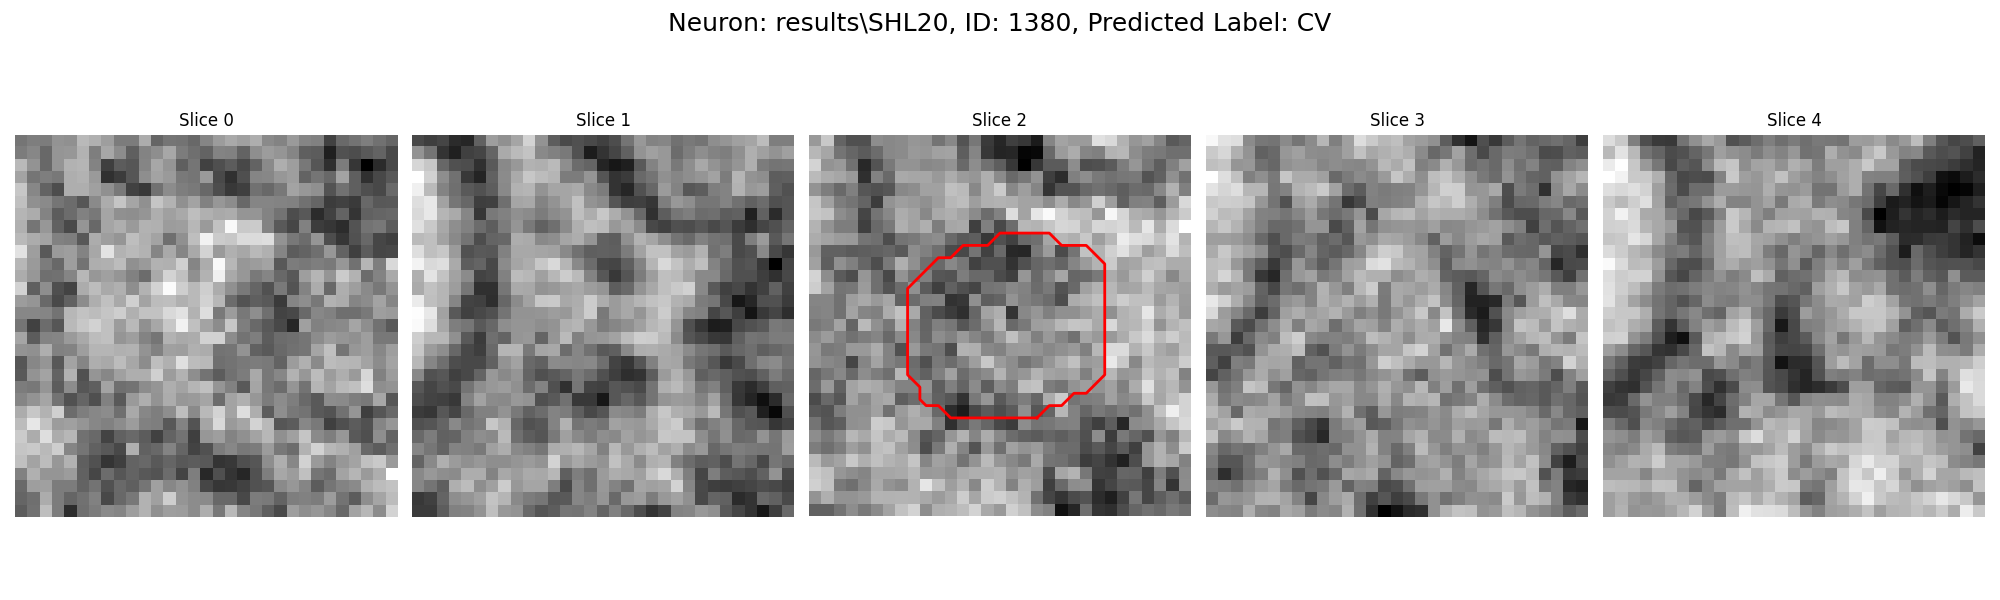 Neuron: results\SHL20, ID: 1380, Predicted Label: CV
Slice 0
Slice 1
Slice 2
Slice 3
Slice 4